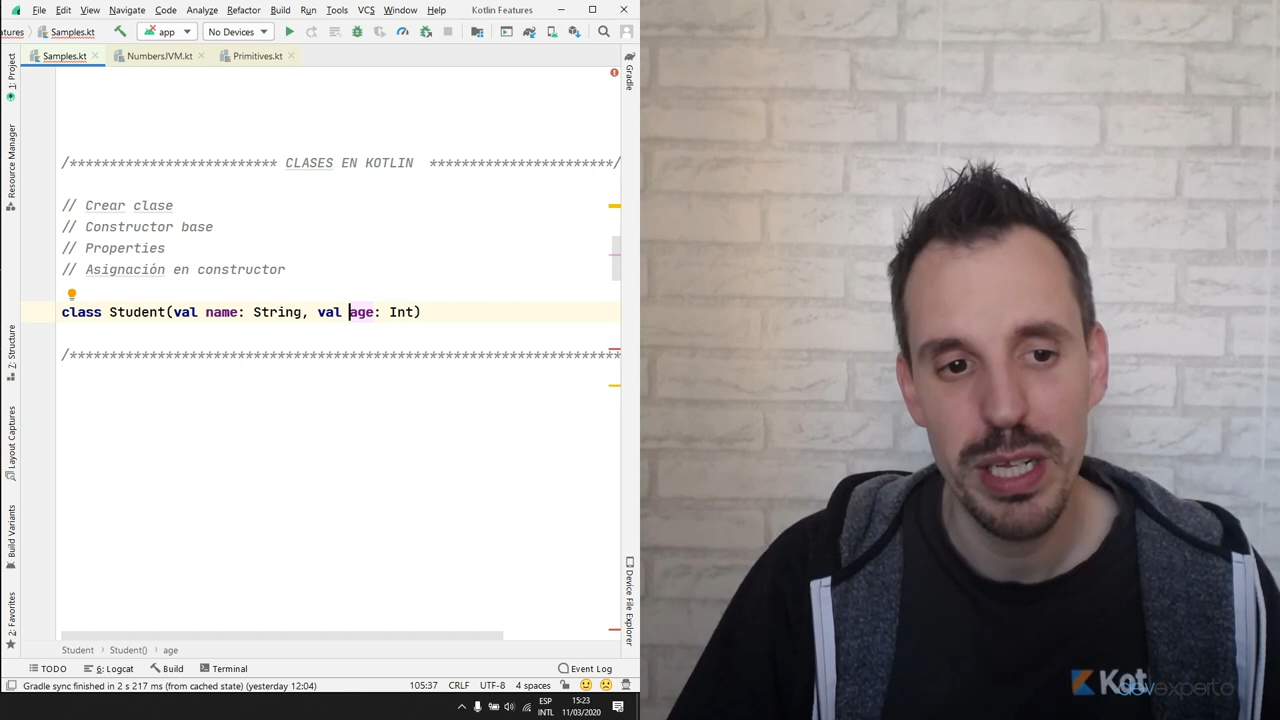 File Edit View Navigate Code Analyze Refactor Build Run Tools VCS Window Help Kotlin Features
atures Samples.kt app No Devices
Samples.kt NumbersJVM.kt Primitives.kt
1: Project
Resource Manager
Z: Structure
Layout Captures
Build Variants
2: Favorites
/*************************** CLASES EN KOTLIN ***********************/
// Crear clase
// Constructor base
// Properties
// Asignación en constructor
class Student(val name: String, val age: Int)
/**********************************************************************
Gradle
Device File Explorer
Student Student() age
TODO 6: Logcat Build Terminal Event Log
Gradle sync finished in 2 s 217 ms (from cached state) (yesterday 12:04) 105:37 CRLF UTF-8 4 spaces
ESP 15:23
INTL 11/03/2020
Kot
devexperto